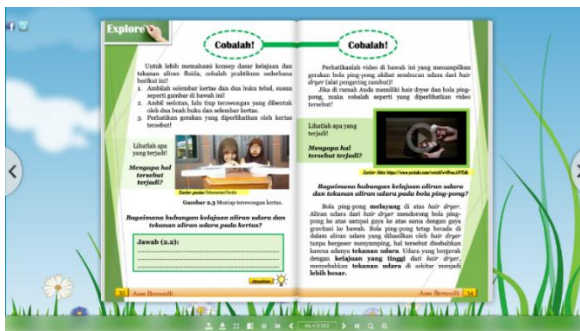 Explore
Cobalah!
Untuk lebih memahami konsep dasar kelajuan dan
tekanan aliran fluida, cobalah praktikum sederhana
berikut ini!
1. Ambilah selembar kertas dan dua buku tebal, susun
seperti gambar di bawah ini!
2. Ambil sedotan, lalu tiup terowongan yang dibentuk
oleh dua buah buku dan selembar kertas.
3. Perhatikan gerakan yang diperlihatkan oleh kertas
tersebut!
Lihatlah apa
yang terjadi!
Mengapa hal
tersebut
terjadi?
Sumber gambar:
Gambar 2.3 Meniup terowongan kertas.
Bagaimana hubungan kelajuan aliran udara dan
tekanan aliran udara pada kertas?
Jawab (2.2):
33
Asas Bernoulli
Cobalah!
Perhatikanlah video di bawah ini yang menampilkan
gerakan bola ping-pong akibat semburan udara dari hair
dryer (alat pengering rambut)!
Jika di rumah Anda memiliki hair dryer dan bola ping-
pong, maka cobalah seperti yang diperlihatkan video
tersebut!
Lihatlah apa yang
terjadi!
Mengapa hal
tersebut terjadi?
Bagaimana hubungan kelajuan aliran udara
dan tekanan aliran udara pada bola ping-pong?
Bola ping-pong melayang di atas hair dryer.
Aliran udara dari hair dryer mendorong bola ping-
pong ke atas sampai gaya ke atas sama dengan gaya
gravitasi ke bawah. Bola ping-pong tetap berada di
dalam aliran udara yang dihasilkan oleh hair dryer
tanpa bergeser menyamping, hal tersebut disebabkan
karena adanya tekanan udara. Udara yang bergerak
dengan kelajuan yang tinggi dari hair dryer,
menyebabkan tekanan udara di sekitar menjadi
lebih besar.
Asas Bernoulli
34